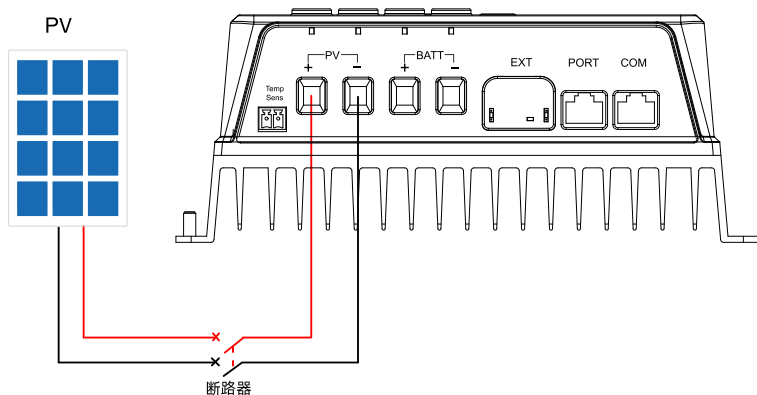 PV
+ PV −
+ BATT −
EXT
PORT
COM
Temp
Sens
断路器